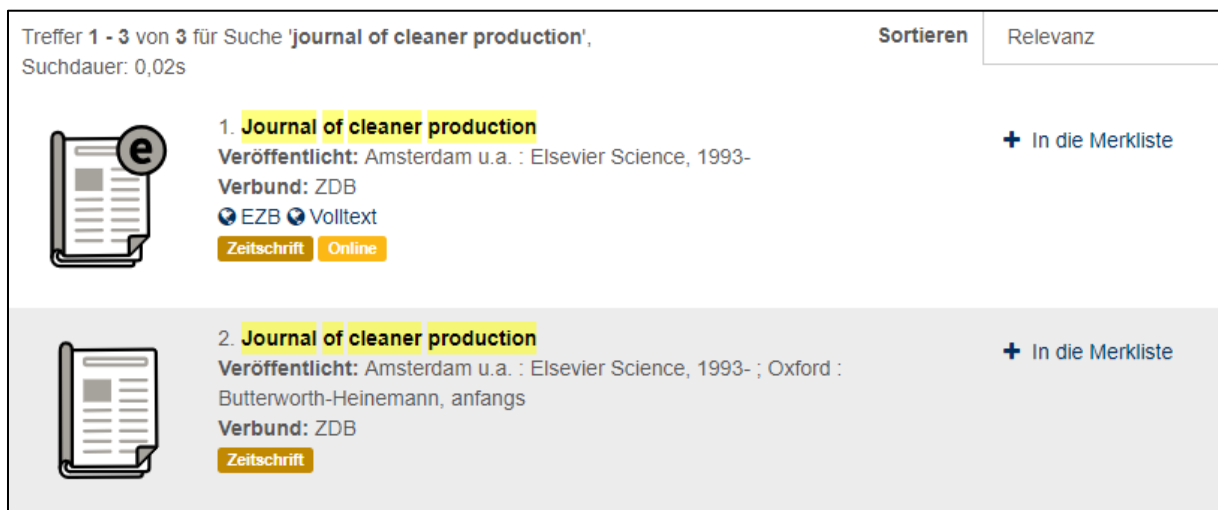 Treffer 1 - 3 von 3 für Suche 'journal of cleaner production',
Suchdauer: 0,02s
Sortieren
Relevanz
e
1. Journal of cleaner production
Veröffentlicht: Amsterdam u.a. : Elsevier Science, 1993-
Verbund: ZDB
EZB Volltext
Zeitschrift Online
+ In die Merkliste
2. Journal of cleaner production
Veröffentlicht: Amsterdam u.a. : Elsevier Science, 1993- ; Oxford :
Butterworth-Heinemann, anfangs
Verbund: ZDB
Zeitschrift
+ In die Merkliste